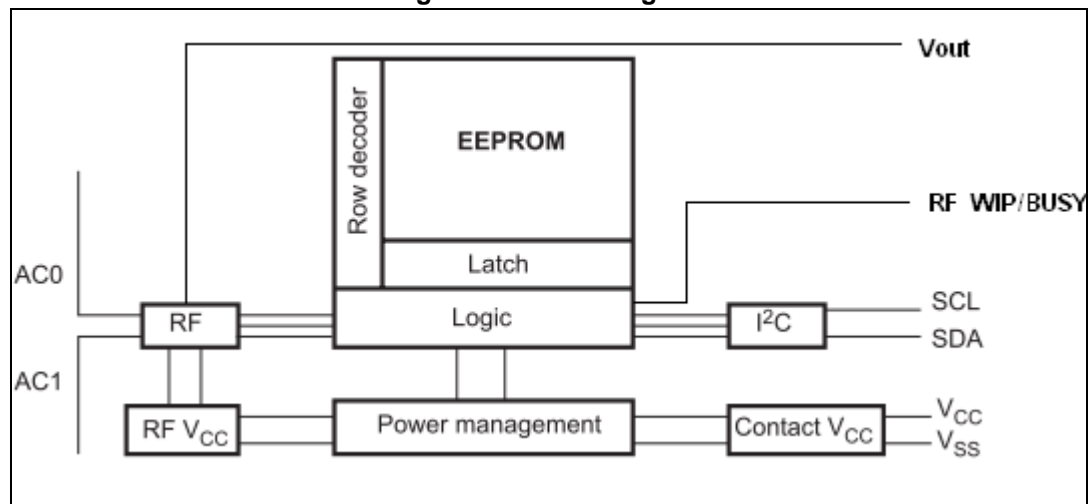 Vout
Row decoder
EEPROM
RF WIP/BUSY
Latch
AC0
RF
Logic
I²C
SCL
SDA
AC1
RF VCC
Power management
Contact VCC
VCC
VSS